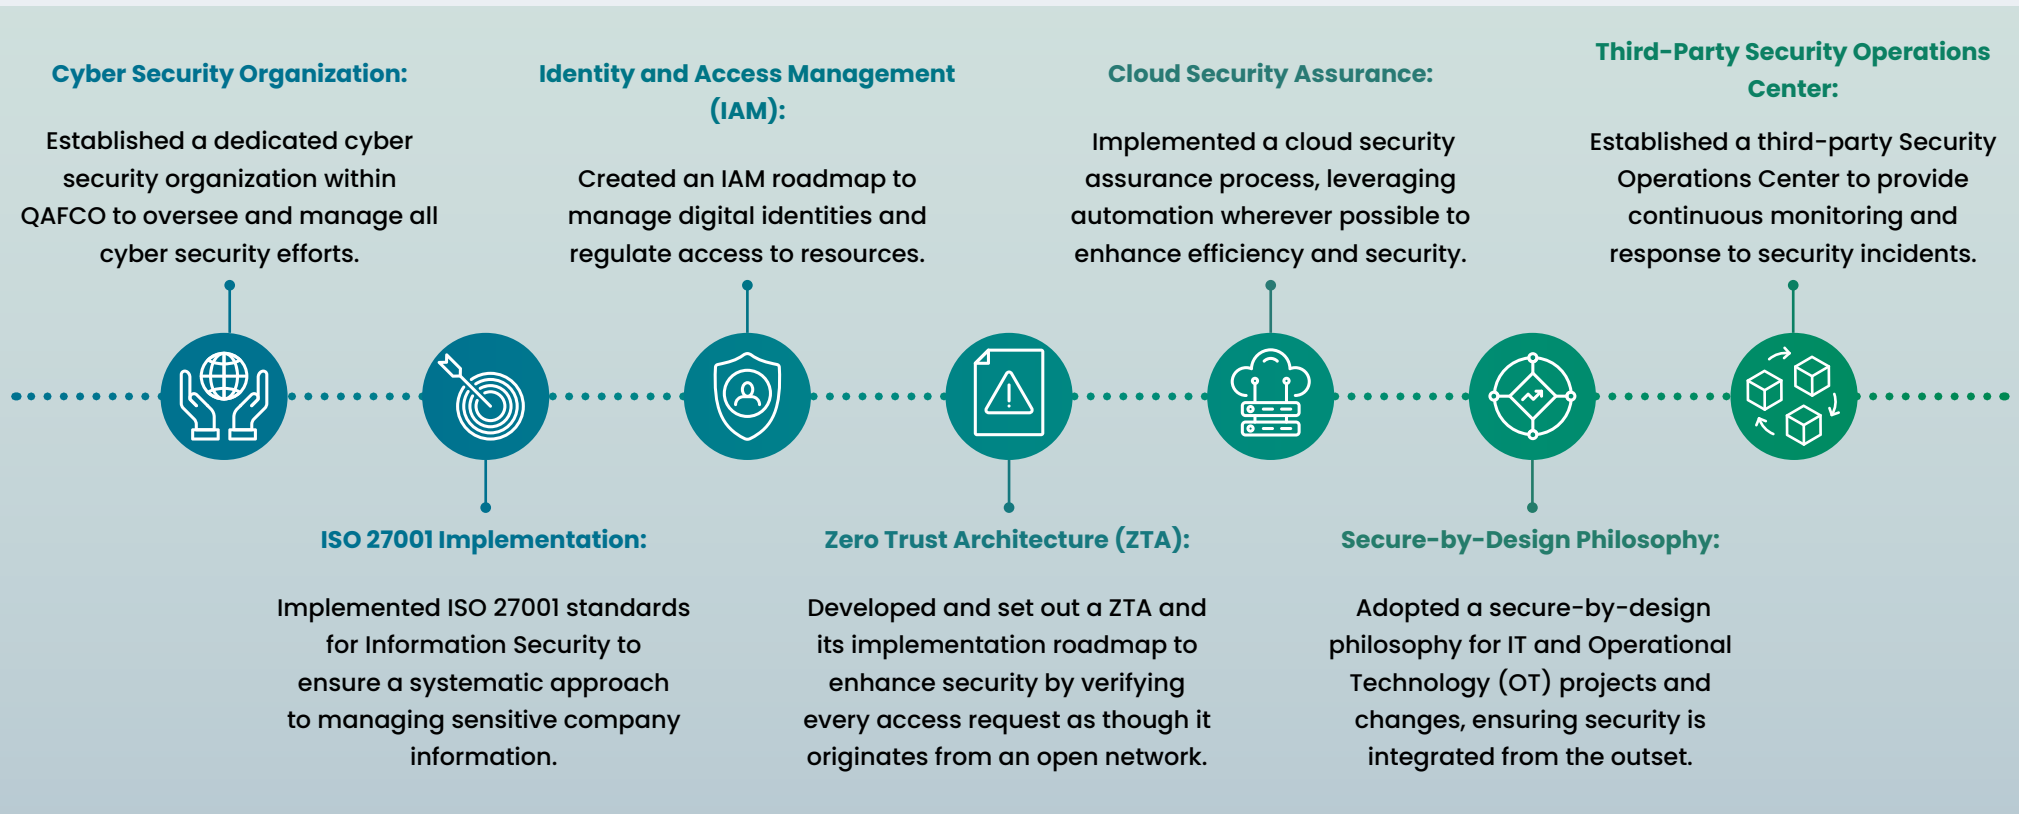 Cyber Security Organization:
Established a dedicated cyber
security organization within
QAFCO to oversee and manage all
cyber security efforts.
ISO 27001 Implementation:
Implemented ISO 27001 standards
for Information Security to
ensure a systematic approach
to managing sensitive company
information.
Identity and Access Management
(IAM):
Created an IAM roadmap to
manage digital identities and
regulate access to resources.
Zero Trust Architecture (ZTA):
Developed and set out a ZTA and
its implementation roadmap to
enhance security by verifying
every access request as though it
originates from an open network.
Cloud Security Assurance:
Implemented a cloud security
assurance process, leveraging
automation wherever possible to
enhance efficiency and security.
Secure-by-Design Philosophy:
Adopted a secure-by-design
philosophy for IT and Operational
Technology (OT) projects and
changes, ensuring security is
integrated from the outset.
Third-Party Security Operations
Center:
Established a third-party Security
Operations Center to provide
continuous monitoring and
response to security incidents.